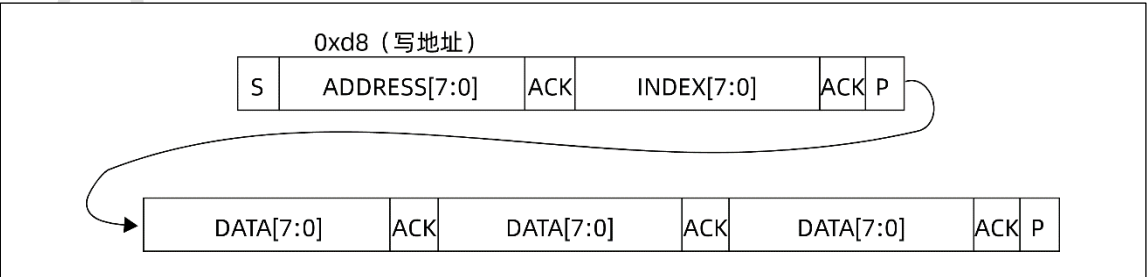 0xd8（写地址）
S ADDRESS[7:0] ACK INDEX[7:0] ACK P
DATA[7:0] ACK DATA[7:0] ACK DATA[7:0] ACK P